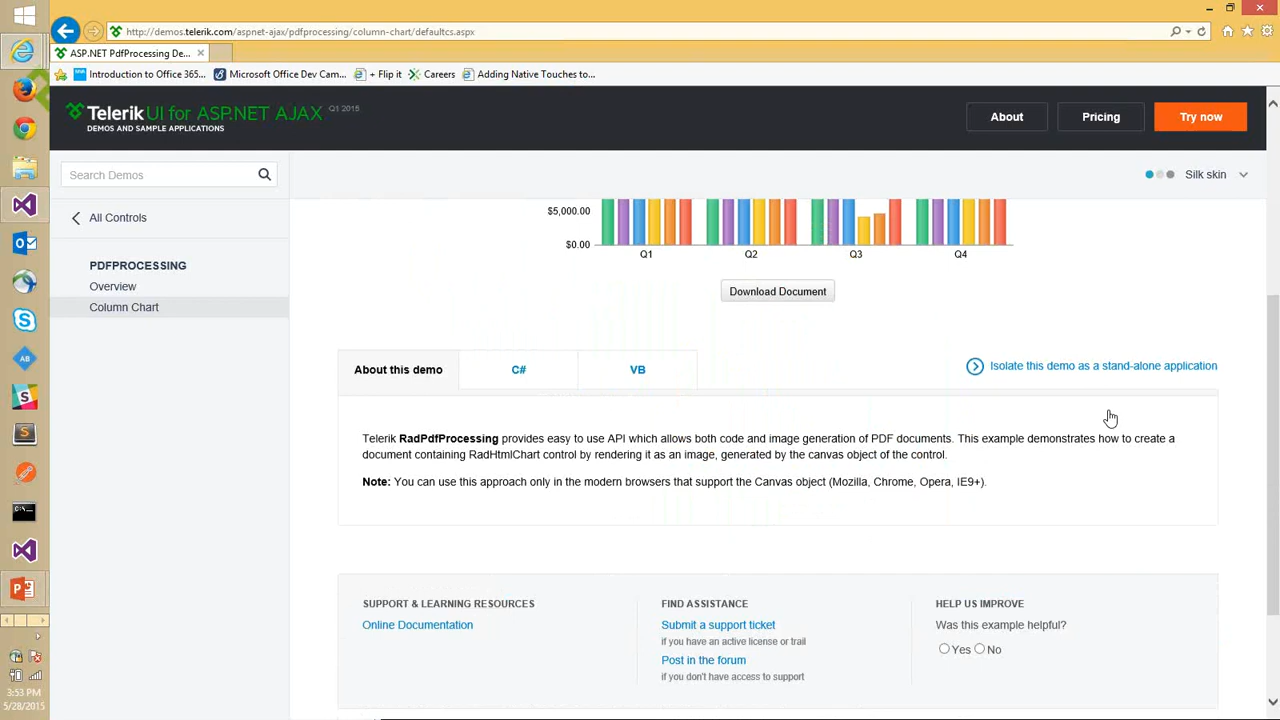 http://demos.telerik.com/aspnet-ajax/pdfprocessing/column-chart/defaultcs.aspx
ASP.NET PdfProcessing De...
Introduction to Office 365... Microsoft Office Dev Cam... + Flip it Careers Adding Native Touches to...
Telerik UI for ASP.NET AJAX Q1 2015
DEMOS AND SAMPLE APPLICATIONS
About Pricing Try now
Search Demos
Silk skin
All Controls
PDFPROCESSING
Overview
Column Chart
$5,000.00
$0.00
Q1 Q2 Q3 Q4
Download Document
About this demo C# VB
Isolate this demo as a stand-alone application
Telerik RadPdfProcessing provides easy to use API which allows both code and image generation of PDF documents. This example demonstrates how to create a
document containing RadHtmlChart control by rendering it as an image, generated by the canvas object of the control.
Note: You can use this approach only in the modern browsers that support the Canvas object (Mozilla, Chrome, Opera, IE9+).
SUPPORT & LEARNING RESOURCES
Online Documentation
FIND ASSISTANCE
Submit a support ticket
if you have an active license or trail
Post in the forum
if you don't have access to support
HELP US IMPROVE
Was this example helpful?
Yes No
AB
3:53 PM
5/28/2015